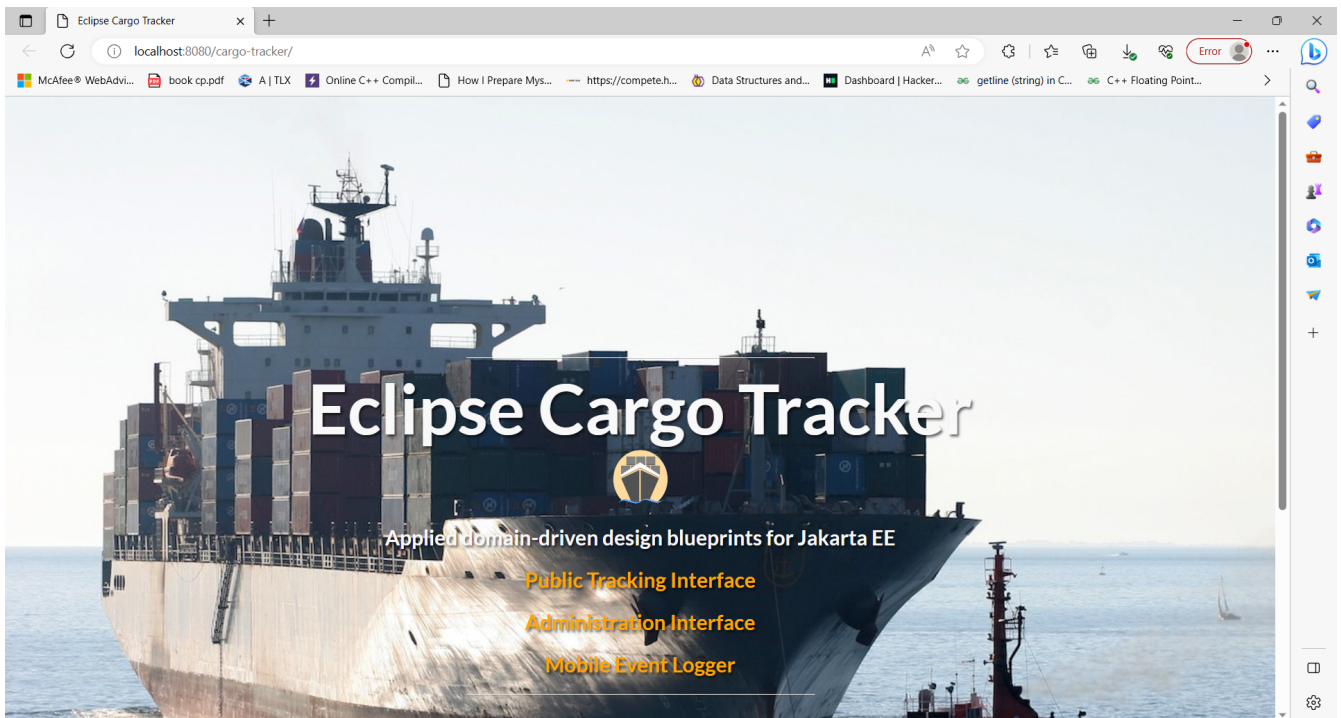 Eclipse Cargo Tracker
localhost:8080/cargo-tracker/
Error
McAfee® WebAdvi...
book cp.pdf
A | TLX
Online C++ Compil...
How I Prepare Mys...
https://compete.h...
Data Structures and...
Dashboard | Hacker...
getline (string) in C...
C++ Floating Point...
Eclipse Cargo Tracker
Applied domain-driven design blueprints for Jakarta EE
Public Tracking Interface
Administration Interface
Mobile Event Logger